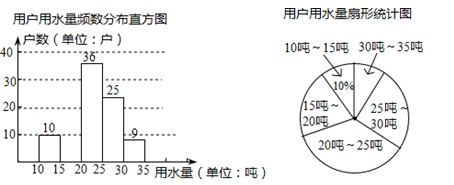 用户用水量频数分布直方图
户数（单位：户）
40
30
20
10
10
36
25
9
10 15 20 25 30 35
用水量（单位：吨）
用户用水量扇形统计图
10吨～15吨
30吨～35吨
10%
15吨～
20吨
25吨～
30吨
20吨～25吨